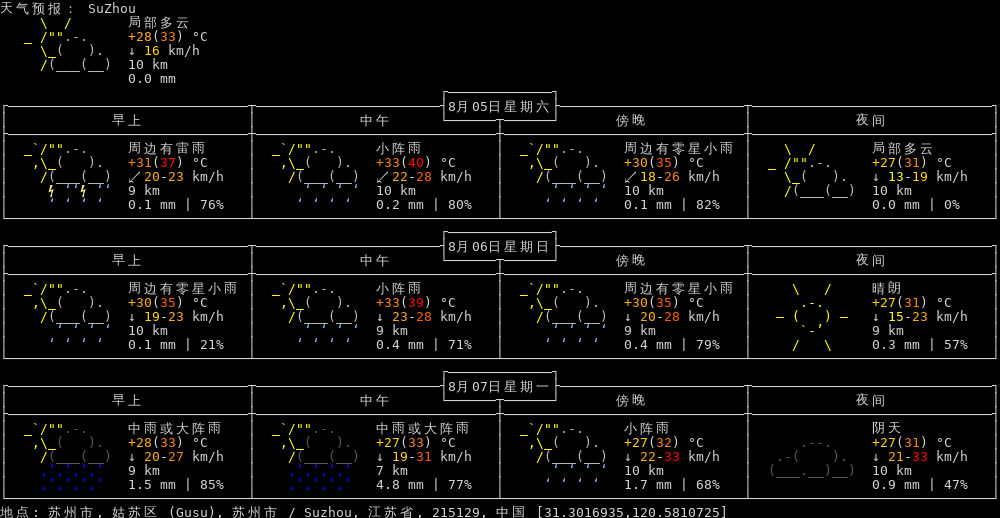 天气预报: SuZhou
局部多云
+28(33) °C
↓ 16 km/h
10 km
0.0 mm
8月05日星期六
早上 中午 傍晚 夜间
周边有雷雨 小阵雨 周边有零星小雨 局部多云
+31(37) °C +33(40) °C +30(35) °C +27(31) °C
↙ 20-23 km/h ↙ 22-28 km/h ↙ 18-26 km/h ↓ 13-19 km/h
9 km 10 km 10 km 10 km
0.1 mm | 76% 0.2 mm | 80% 0.1 mm | 82% 0.0 mm | 0%
8月06日星期日
早上 中午 傍晚 夜间
周边有零星小雨 小阵雨 周边有零星小雨 晴朗
+30(35) °C +33(39) °C +30(35) °C +27(31) °C
↓ 19-23 km/h ↓ 23-28 km/h ↓ 20-28 km/h ↓ 15-23 km/h
10 km 9 km 9 km 9 km
0.1 mm | 21% 0.4 mm | 71% 0.4 mm | 79% 0.3 mm | 57%
8月07日星期一
早上 中午 傍晚 夜间
中雨或大阵雨 中雨或大阵雨 小阵雨 阴天
+28(33) °C +27(33) °C +27(32) °C +27(31) °C
↓ 20-27 km/h ↓ 19-31 km/h ↓ 22-33 km/h ↓ 21-33 km/h
9 km 7 km 10 km 10 km
1.5 mm | 85% 4.8 mm | 77% 1.7 mm | 68% 0.9 mm | 47%
地点: 苏州市, 姑苏区 (Gusu), 苏州市 / Suzhou, 江苏省, 215129, 中国 [31.3016935,120.5810725]